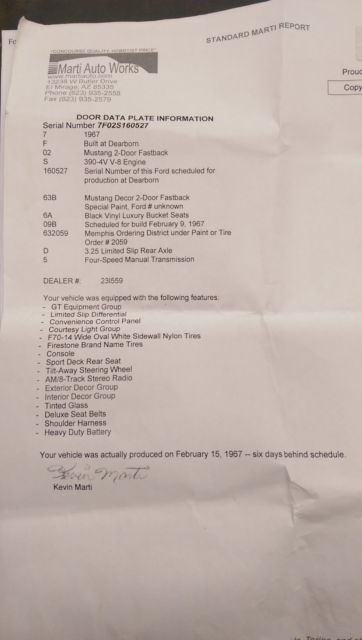 STANDARD MARTI REPORT
"CONCOURS QUALITY, HOBBYIST PRICE"
Marti Auto Works
www.martiauto.com
12238 W Butler Drive
El Mirage, AZ 85335
Phone (623) 935-2558
Fax (623) 935-2579
Produ
Copy
DOOR DATA PLATE INFORMATION
Serial Number 7F02S160527
7 1967
F Built at Dearborn
02 Mustang 2-Door Fastback
S 390-4V V-8 Engine
160527 Serial Number of this Ford scheduled for
production at Dearborn
63B Mustang Decor 2-Door Fastback
Special Paint, Ford # unknown
6A Black Vinyl Luxury Bucket Seats
09B Scheduled for build February 9, 1967
632059 Memphis Ordering District under Paint or Tire
Order # 2059
D 3.25 Limited Slip Rear Axle
5 Four-Speed Manual Transmission
DEALER #: 23I559
Your vehicle was equipped with the following features:
- GT Equipment Group
- Limited Slip Differential
- Convenience Control Panel
- Courtesy Light Group
- F70-14 Wide Oval White Sidewall Nylon Tires
- Firestone Brand Name Tires
- Console
- Sport Deck Rear Seat
- Tilt-Away Steering Wheel
- AM/8-Track Stereo Radio
- Exterior Decor Group
- Interior Decor Group
- Tinted Glass
- Deluxe Seat Belts
- Shoulder Harness
- Heavy Duty Battery
Your vehicle was actually produced on February 15, 1967 -- six days behind schedule.
Kevin Marti
Kevin Marti